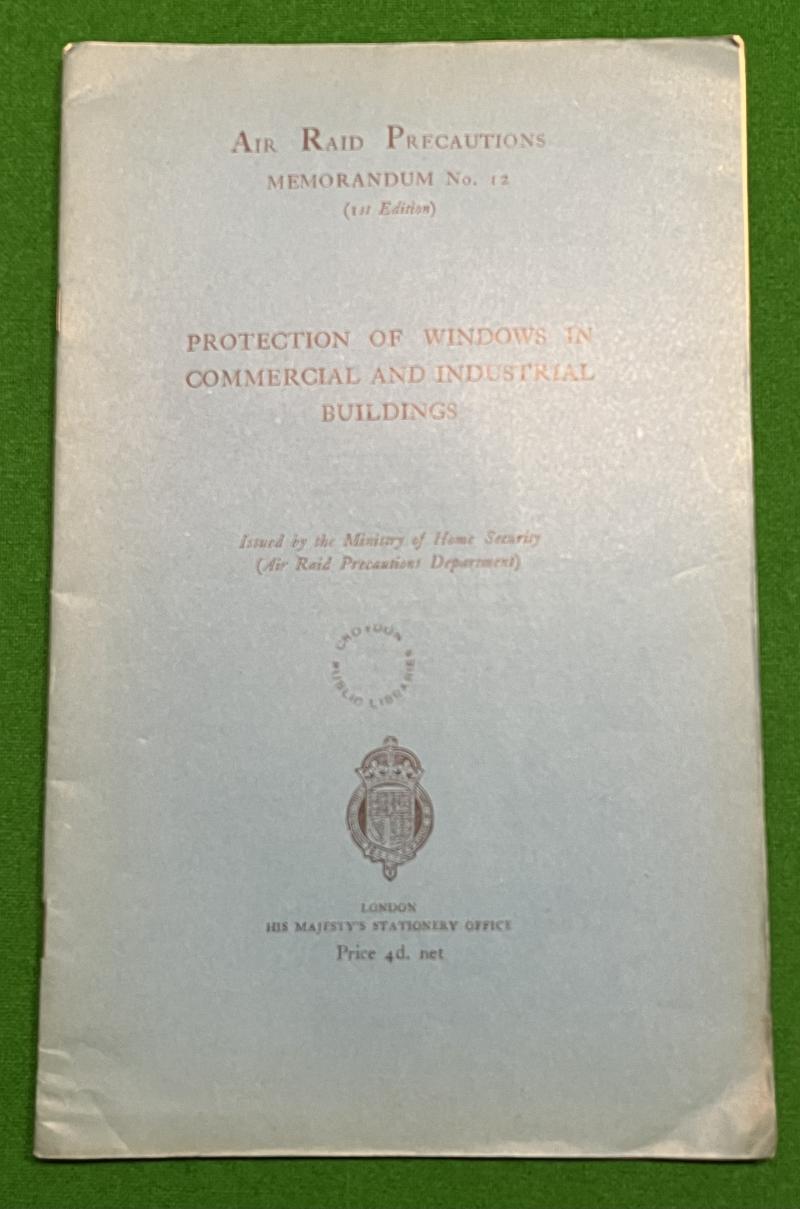 AIR RAID PRECAUTIONS
MEMORANDUM No. 12
(1st Edition)
PROTECTION OF WINDOWS IN
COMMERCIAL AND INDUSTRIAL
BUILDINGS
Issued by the Ministry of Home Security
(Air Raid Precautions Department)
CROYDON
PUBLIC LIBRARIES
LONDON
HIS MAJESTY'S STATIONERY OFFICE
Price 4d. net